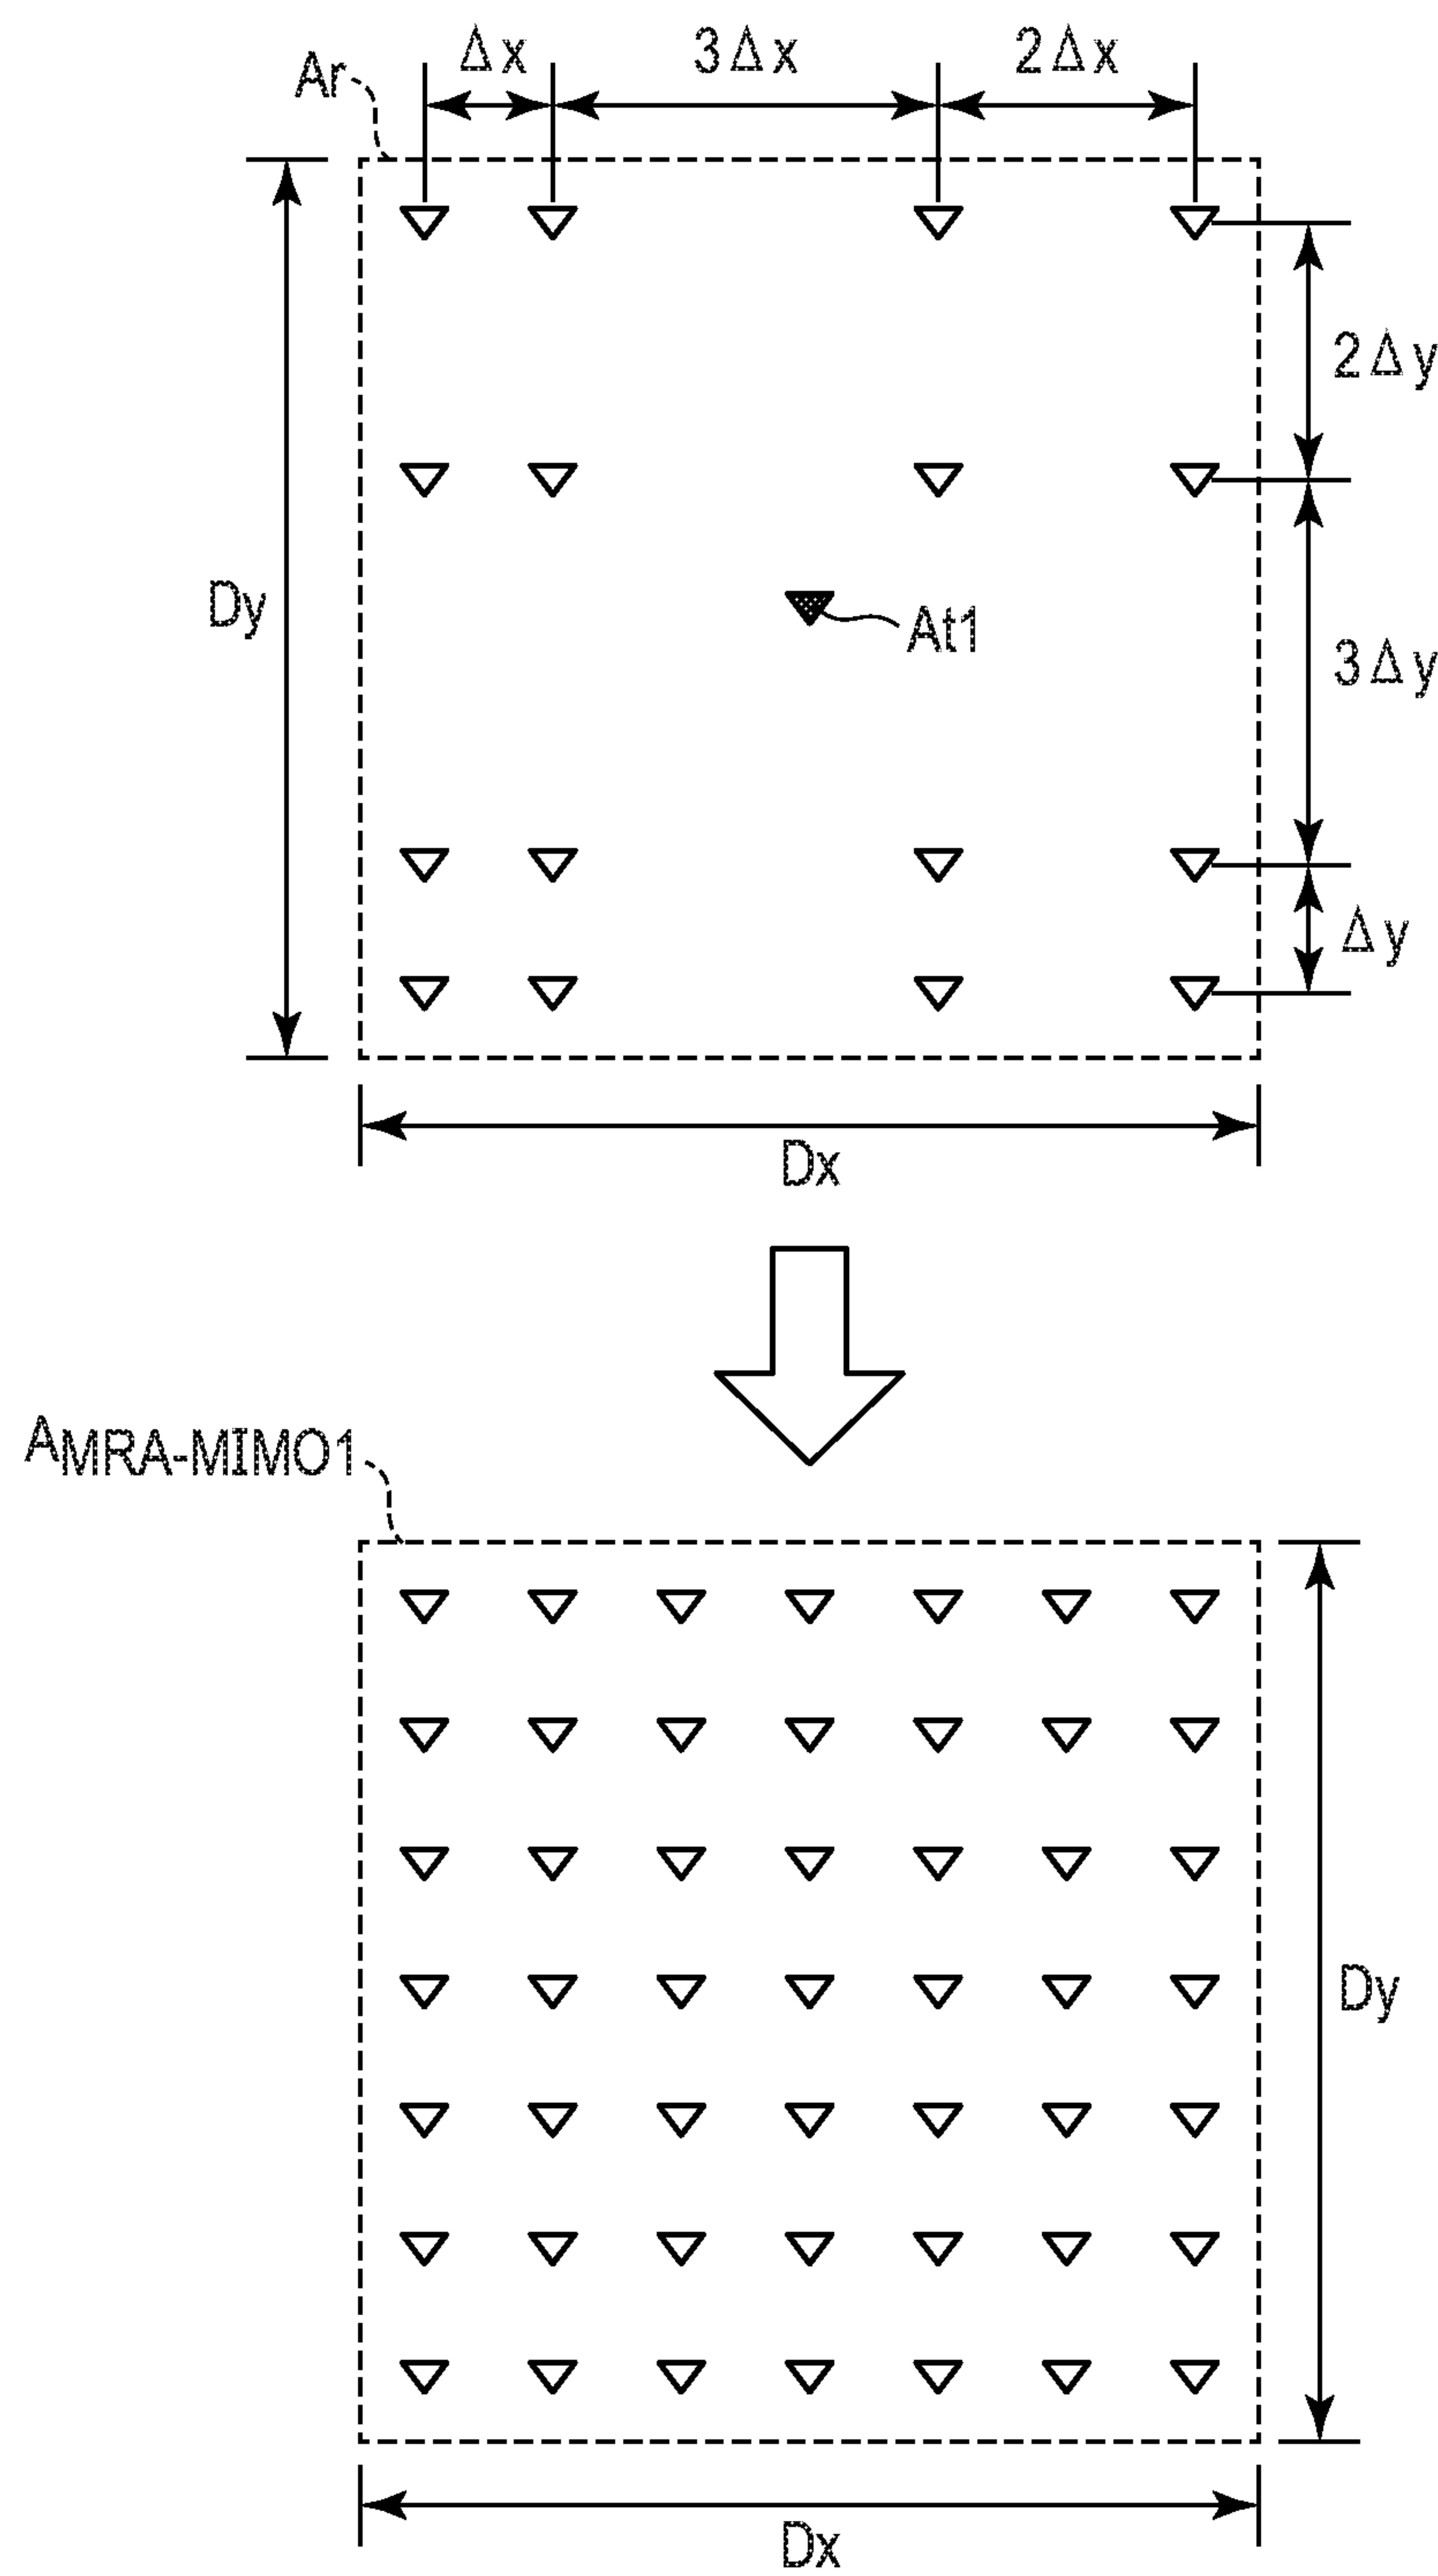 Δx 3Δx 2Δx
Ar
2Δy
Dy
At1
3Δy
Δy
Dx
AMRA-MIMO1
Dy
Dx